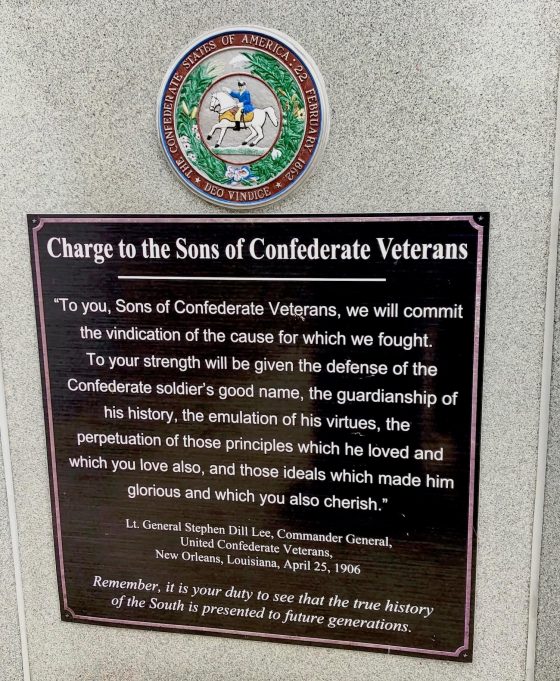 THE CONFEDERATE STATES OF AMERICA: 22 FEBRUARY 1862
★ DEO VINDICE ★
Charge to the Sons of Confederate Veterans
“To you, Sons of Confederate Veterans, we will commit
the vindication of the cause for which we fought.
To your strength will be given the defense of the
Confederate soldier’s good name, the guardianship of
his history, the emulation of his virtues, the
perpetuation of those principles which he loved and
which you love also, and those ideals which made him
glorious and which you also cherish.”
Lt. General Stephen Dill Lee, Commander General,
United Confederate Veterans,
New Orleans, Louisiana, April 25, 1906
Remember, it is your duty to see that the true history
of the South is presented to future generations.